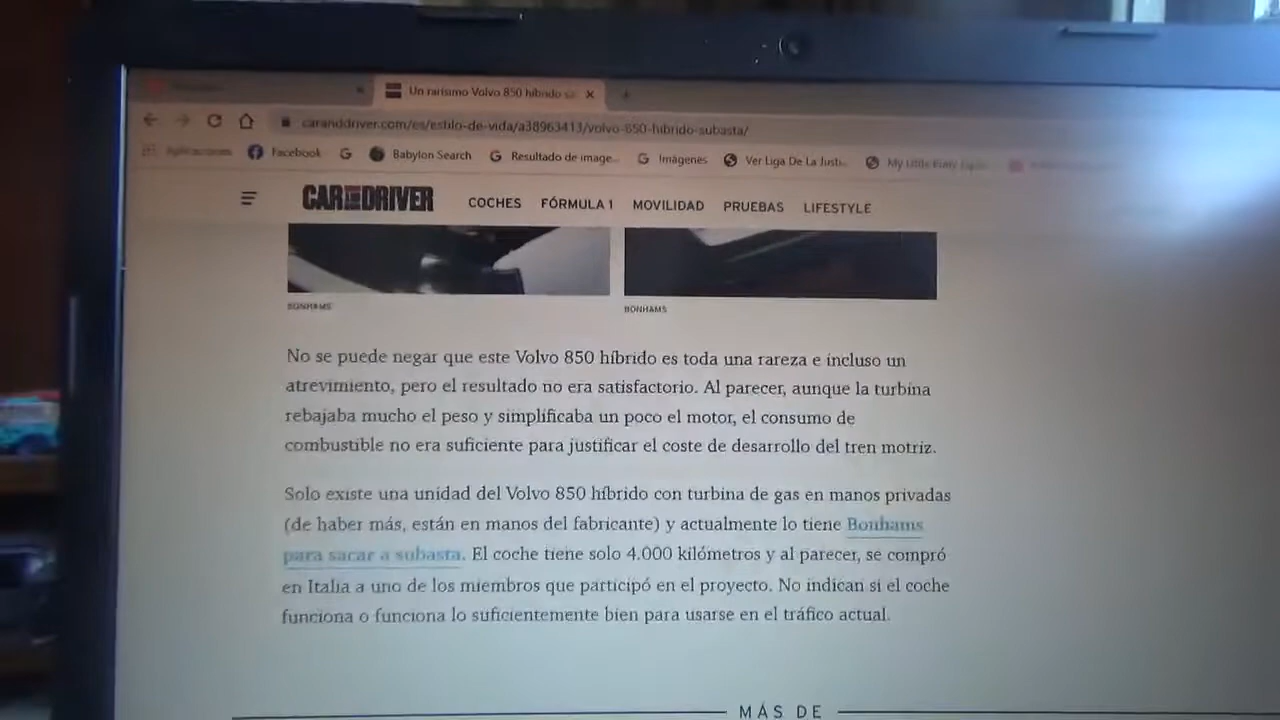 Un rarísimo Volvo 850 híbrido
caranddriver.com/es/estilo-de-vida/a38963413/volvo-850-hibrido-subasta/
Aplicaciones Facebook Babylon Search Resultado de image... Imágenes Ver Liga De La Justi...
CAR AND DRIVER COCHES FÓRMULA 1 MOVILIDAD PRUEBAS LIFESTYLE
BONHAMS BONHAMS
No se puede negar que este Volvo 850 híbrido es toda una rareza e incluso un
atrevimiento, pero el resultado no era satisfactorio. Al parecer, aunque la turbina
rebajaba mucho el peso y simplificaba un poco el motor, el consumo de
combustible no era suficiente para justificar el coste de desarrollo del tren motriz.
Solo existe una unidad del Volvo 850 híbrido con turbina de gas en manos privadas
(de haber más, están en manos del fabricante) y actualmente lo tiene Bonhams
para sacar a subasta. El coche tiene solo 4.000 kilómetros y al parecer, se compró
en Italia a uno de los miembros que participó en el proyecto. No indican si el coche
funciona o funciona lo suficientemente bien para usarse en el tráfico actual.
MÁS DE